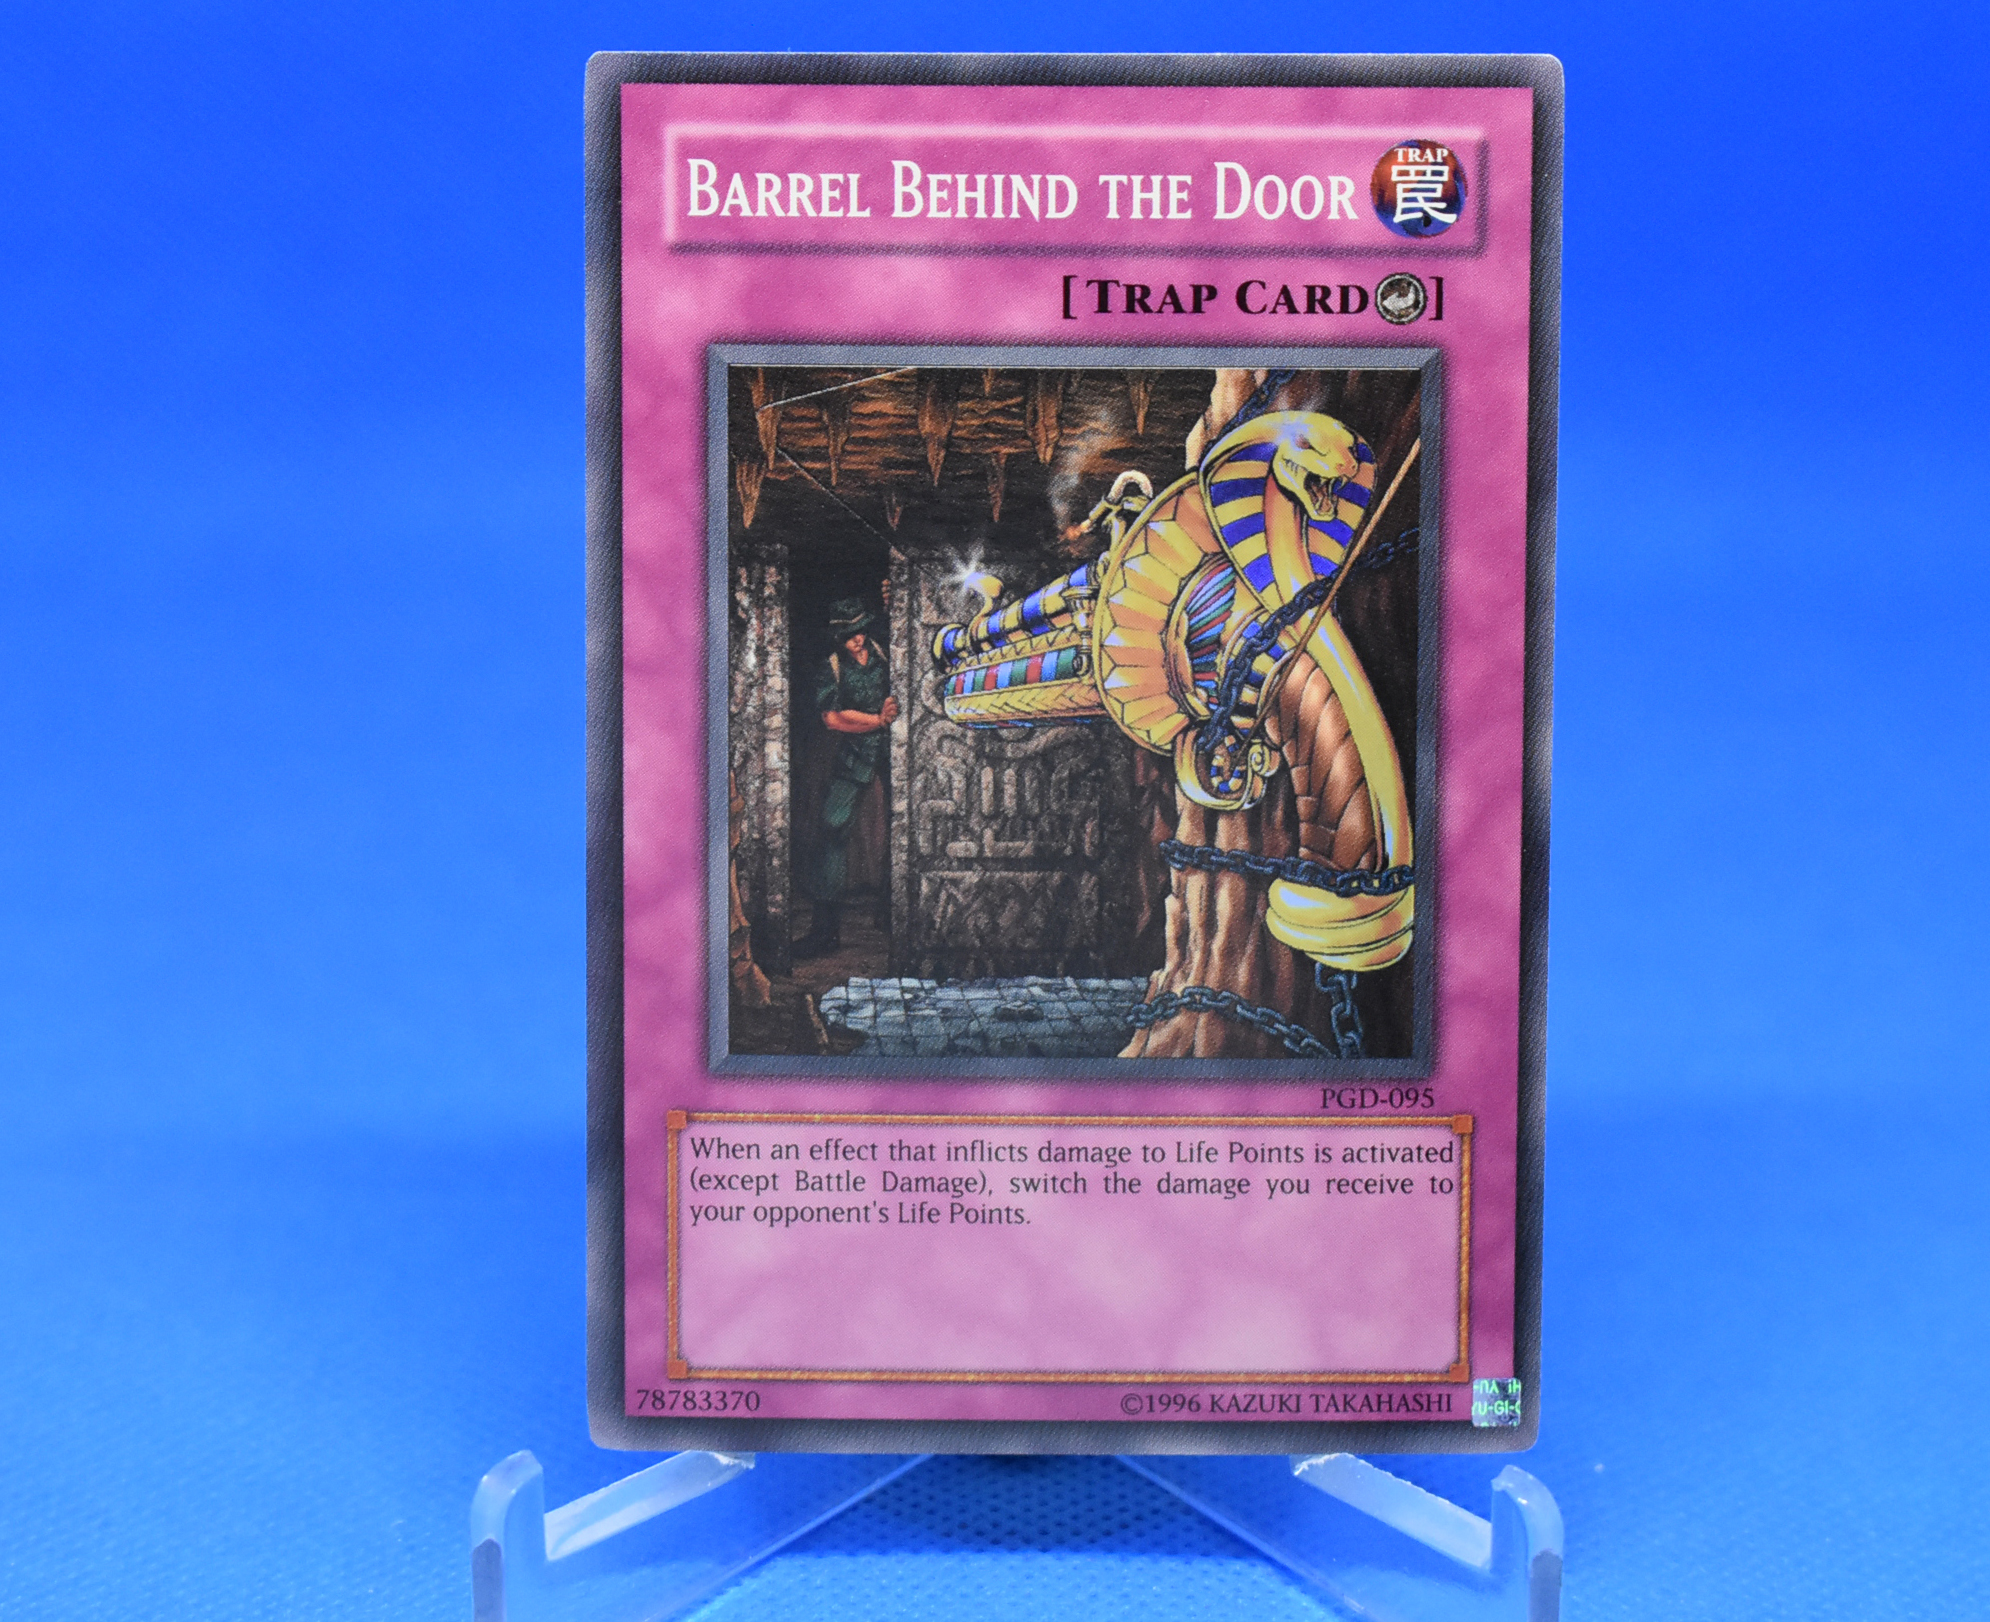 BARREL BEHIND THE DOOR
TRAP
罠
[TRAP CARD]
PGD-095
When an effect that inflicts damage to Life Points is activated
(except Battle Damage), switch the damage you receive to
your opponent's Life Points.
78783370
©1996 KAZUKI TAKAHASHI
YU-GI-